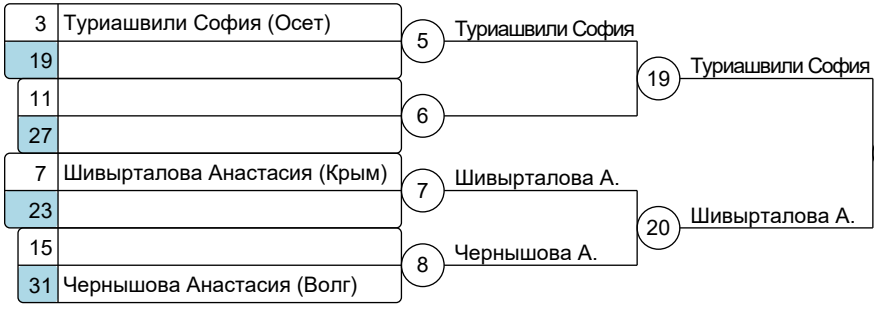 3 Туриашвили София (Осет)
19
11
27
7 Шивырталова Анастасия (Крым)
23
15
31 Чернышова Анастасия (Волг)
5 Туриашвили София
6
7 Шивырталова А.
8 Чернышова А.
19 Туриашвили София
20 Шивырталова А.